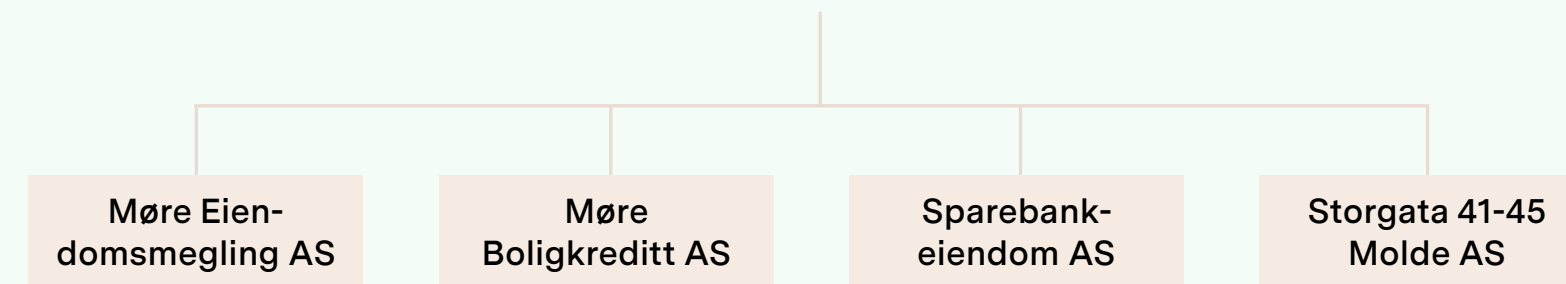 Møre Eien-
domsmegling AS
Møre
Boligkreditt AS
Sparebank-
eiendom AS
Storgata 41-45
Molde AS